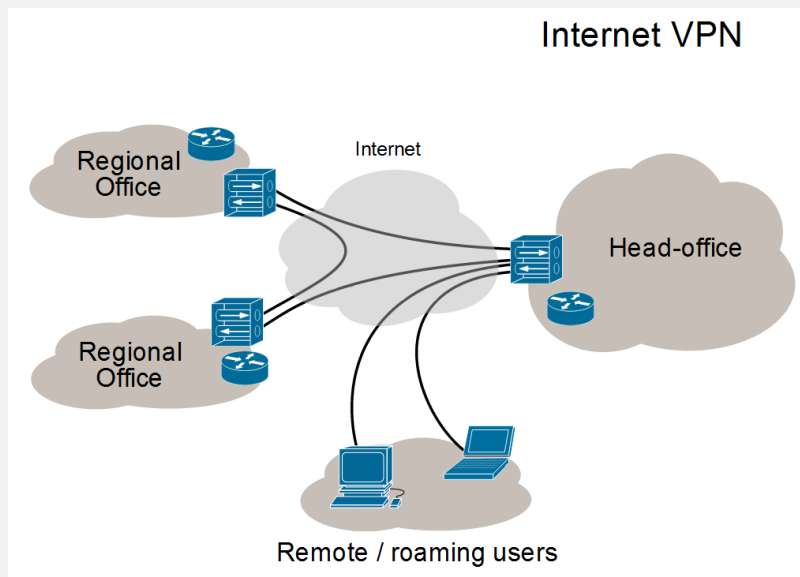 Internet VPN
Internet
Regional
Office
Head-office
Regional
Office
Remote / roaming users